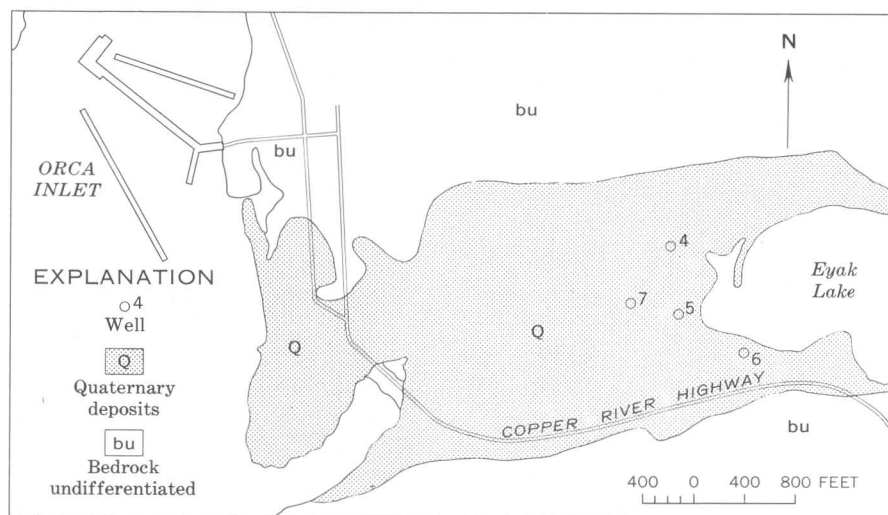 N
bu
bu
ORCA
INLET
4
EXPLANATION
4
Well
7
5
Eyak
Lake
Q
Q
6
Q
Quaternary
deposits
COPPER RIVER HIGHWAY
bu
bu
Bedrock
undifferentiated
400 0 400 800 FEET